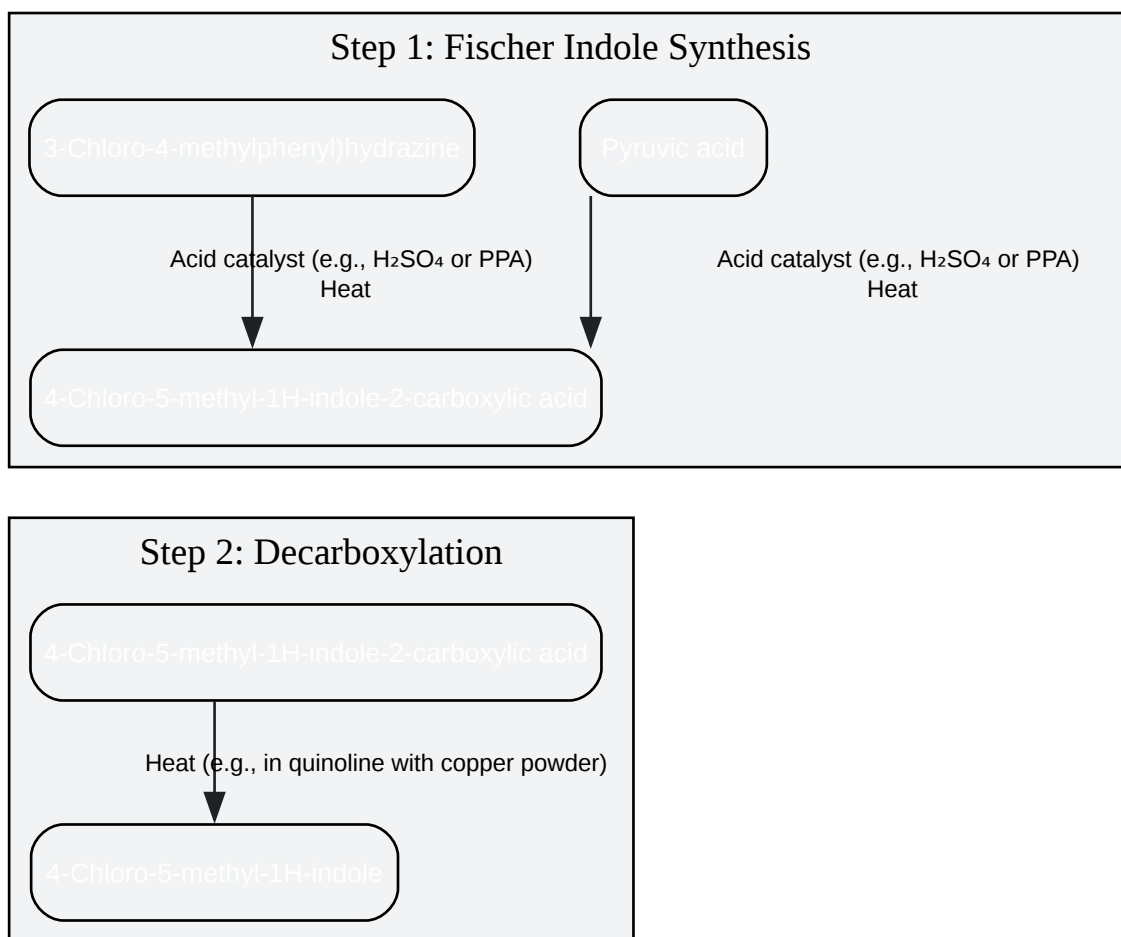 Step 1: Fischer Indole Synthesis
3-Chloro-4-methylphenyl)hydrazine
Pyruvic acid
Acid catalyst (e.g., H₂SO₄ or PPA)
Heat
Acid catalyst (e.g., H₂SO₄ or PPA)
Heat
4-Chloro-5-methyl-1H-indole-2-carboxylic acid
Step 2: Decarboxylation
4-Chloro-5-methyl-1H-indole-2-carboxylic acid
Heat (e.g., in quinoline with copper powder)
4-Chloro-5-methyl-1H-indole